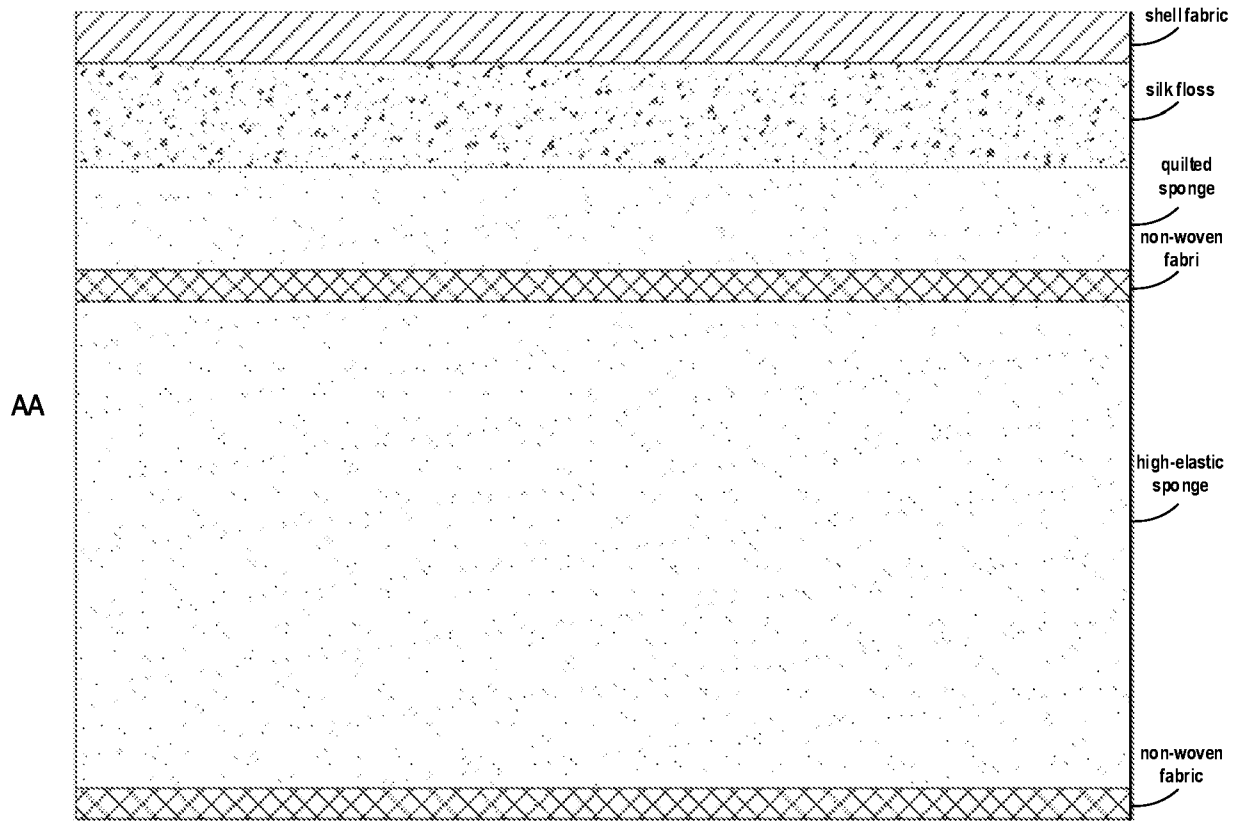 shell fabric
silk floss
quilted
sponge
non-woven
fabri
AA
high-elastic
sponge
non-woven
fabric